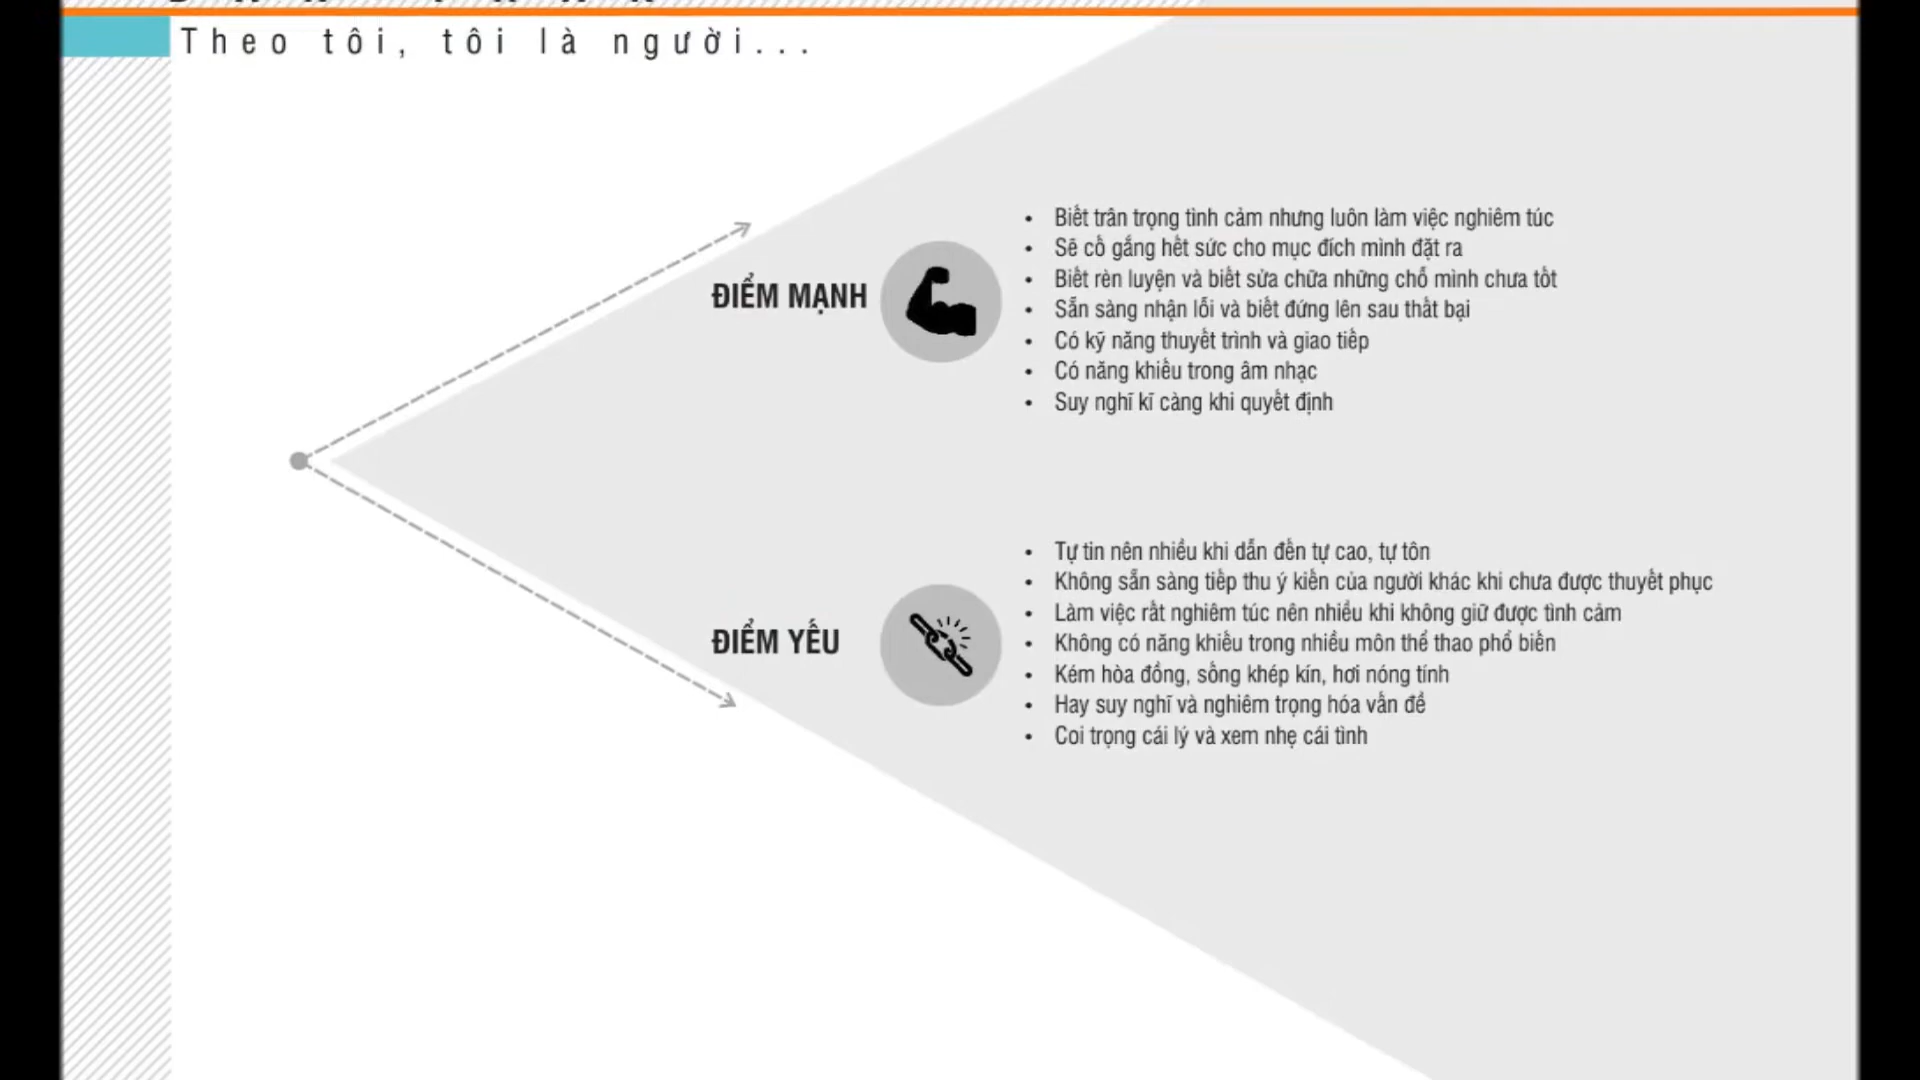 Theo tôi, tôi là người...
ĐIỂM MẠNH
• Biết trân trọng tình cảm nhưng luôn làm việc nghiêm túc
• Sẽ cố gắng hết sức cho mục đích mình đặt ra
• Biết rèn luyện và biết sửa chữa những chỗ mình chưa tốt
• Sẵn sàng nhận lỗi và biết đứng lên sau thất bại
• Có kỹ năng thuyết trình và giao tiếp
• Có năng khiếu trong âm nhạc
• Suy nghĩ kĩ càng khi quyết định
ĐIỂM YẾU
• Tự tin nên nhiều khi dẫn đến tự cao, tự tôn
• Không sẵn sàng tiếp thu ý kiến của người khác khi chưa được thuyết phục
• Làm việc rất nghiêm túc nên nhiều khi không giữ được tình cảm
• Không có năng khiếu trong nhiều môn thể thao phổ biến
• Kém hòa đồng, sống khép kín, hơi nóng tính
• Hay suy nghĩ và nghiêm trọng hóa vấn đề
• Coi trọng cái lý và xem nhẹ cái tình